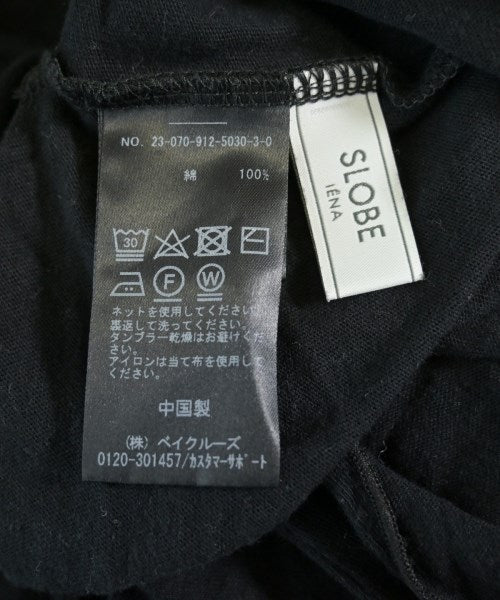 NO. 23-070-912-5030-3-0
綿 100%
30
F
W
ネットを使用してください。
裏返して洗ってください。
タンブラー乾燥はお避けくだ
さい。
アイロンは当て布を使用して
ください。
中国製
(株) ベイクルーズ
0120-301457/カスタマーサポート
SLOBE
IÉNA